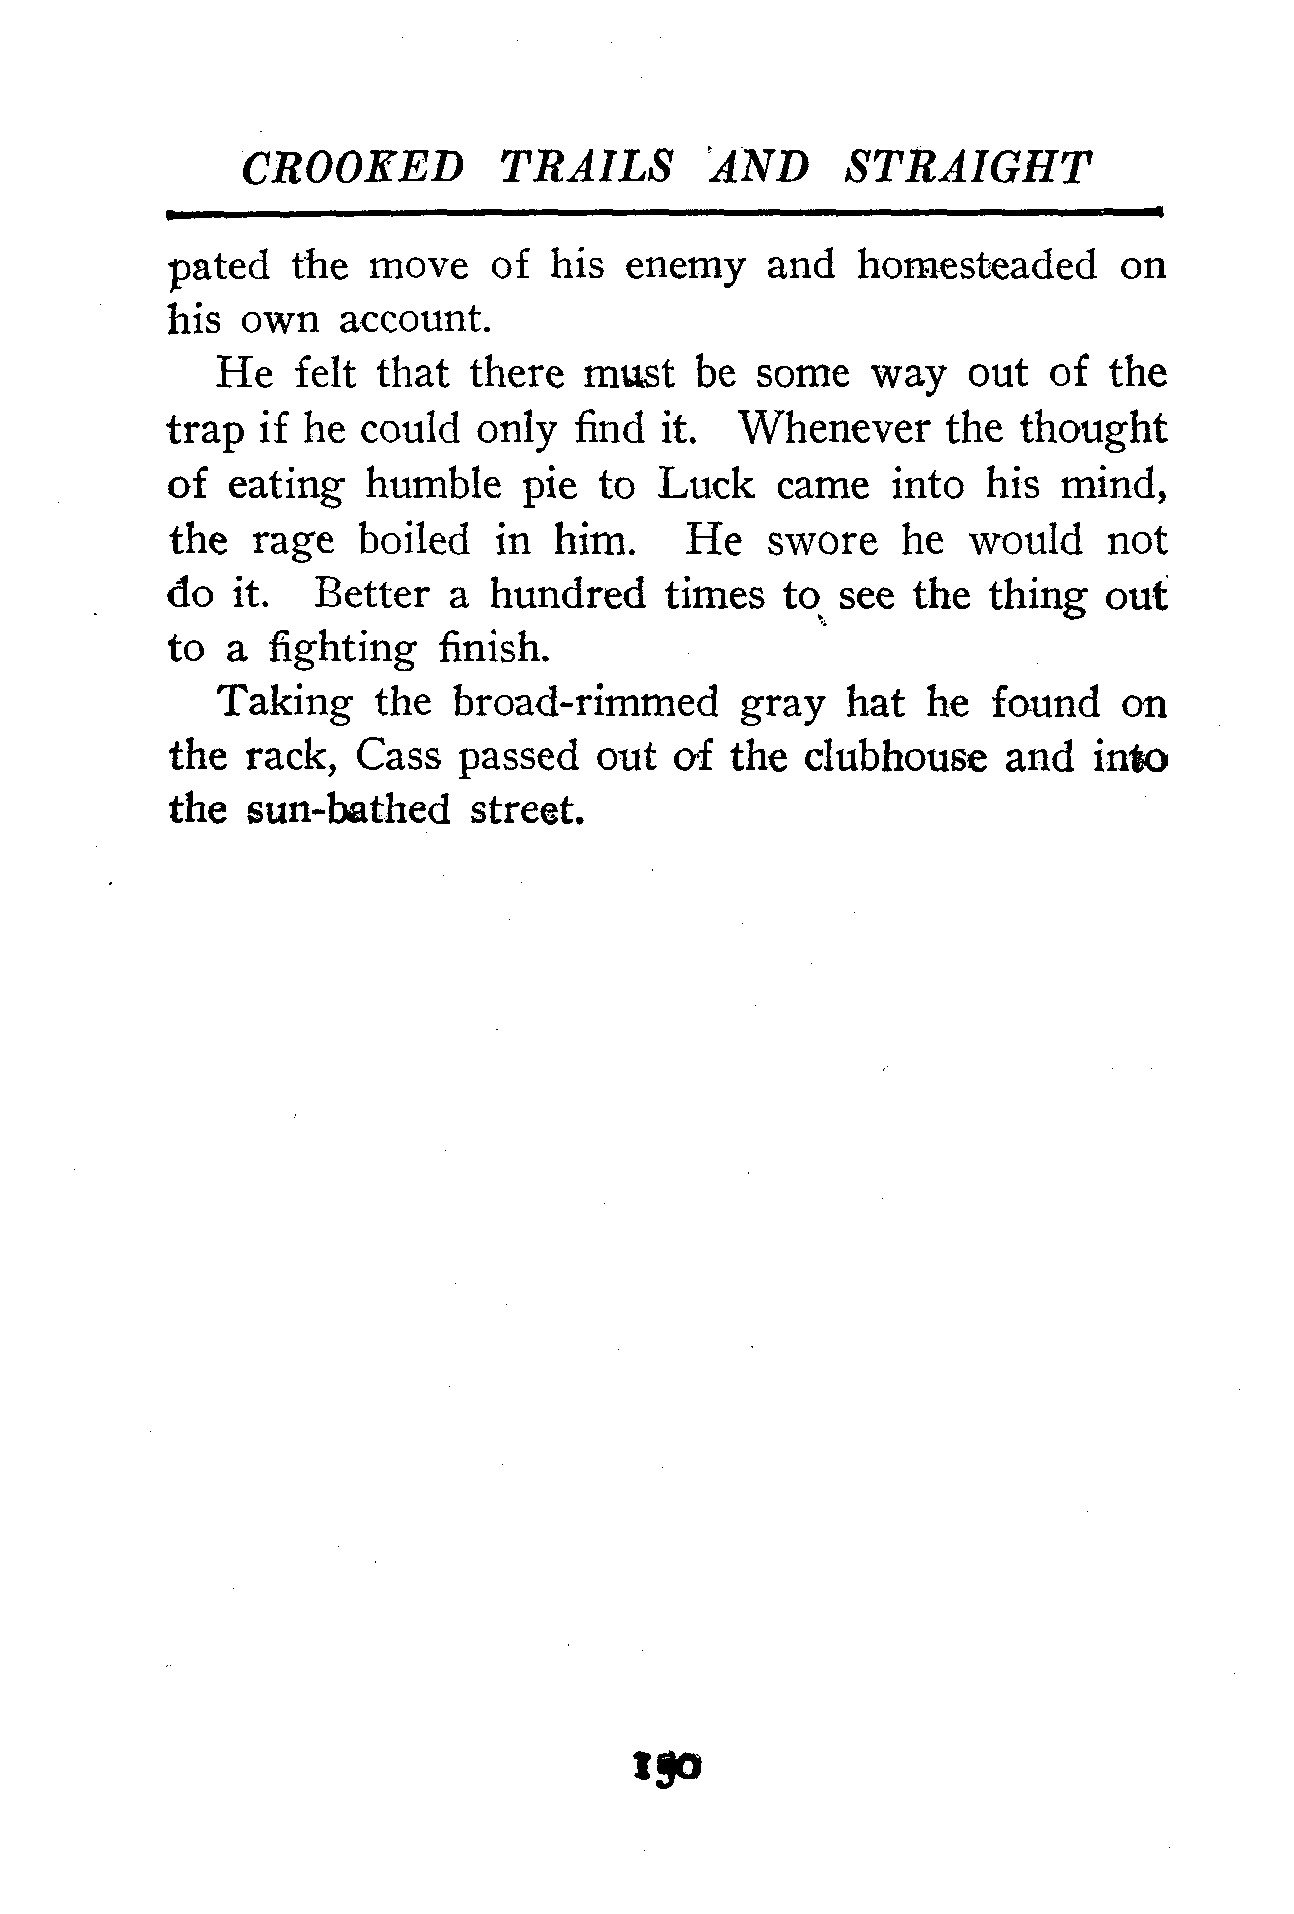 CROOKED TRAILS AND STRAIGHT
pated the move of his enemy and homesteaded on
his own account.
He felt that there must be some way out of the
trap if he could only find it. Whenever the thought
of eating humble pie to Luck came into his mind,
the rage boiled in him. He swore he would not
do it. Better a hundred times to see the thing out
to a fighting finish.
Taking the broad-rimmed gray hat he found on
the rack, Cass passed out of the clubhouse and into
the sun-bathed street.